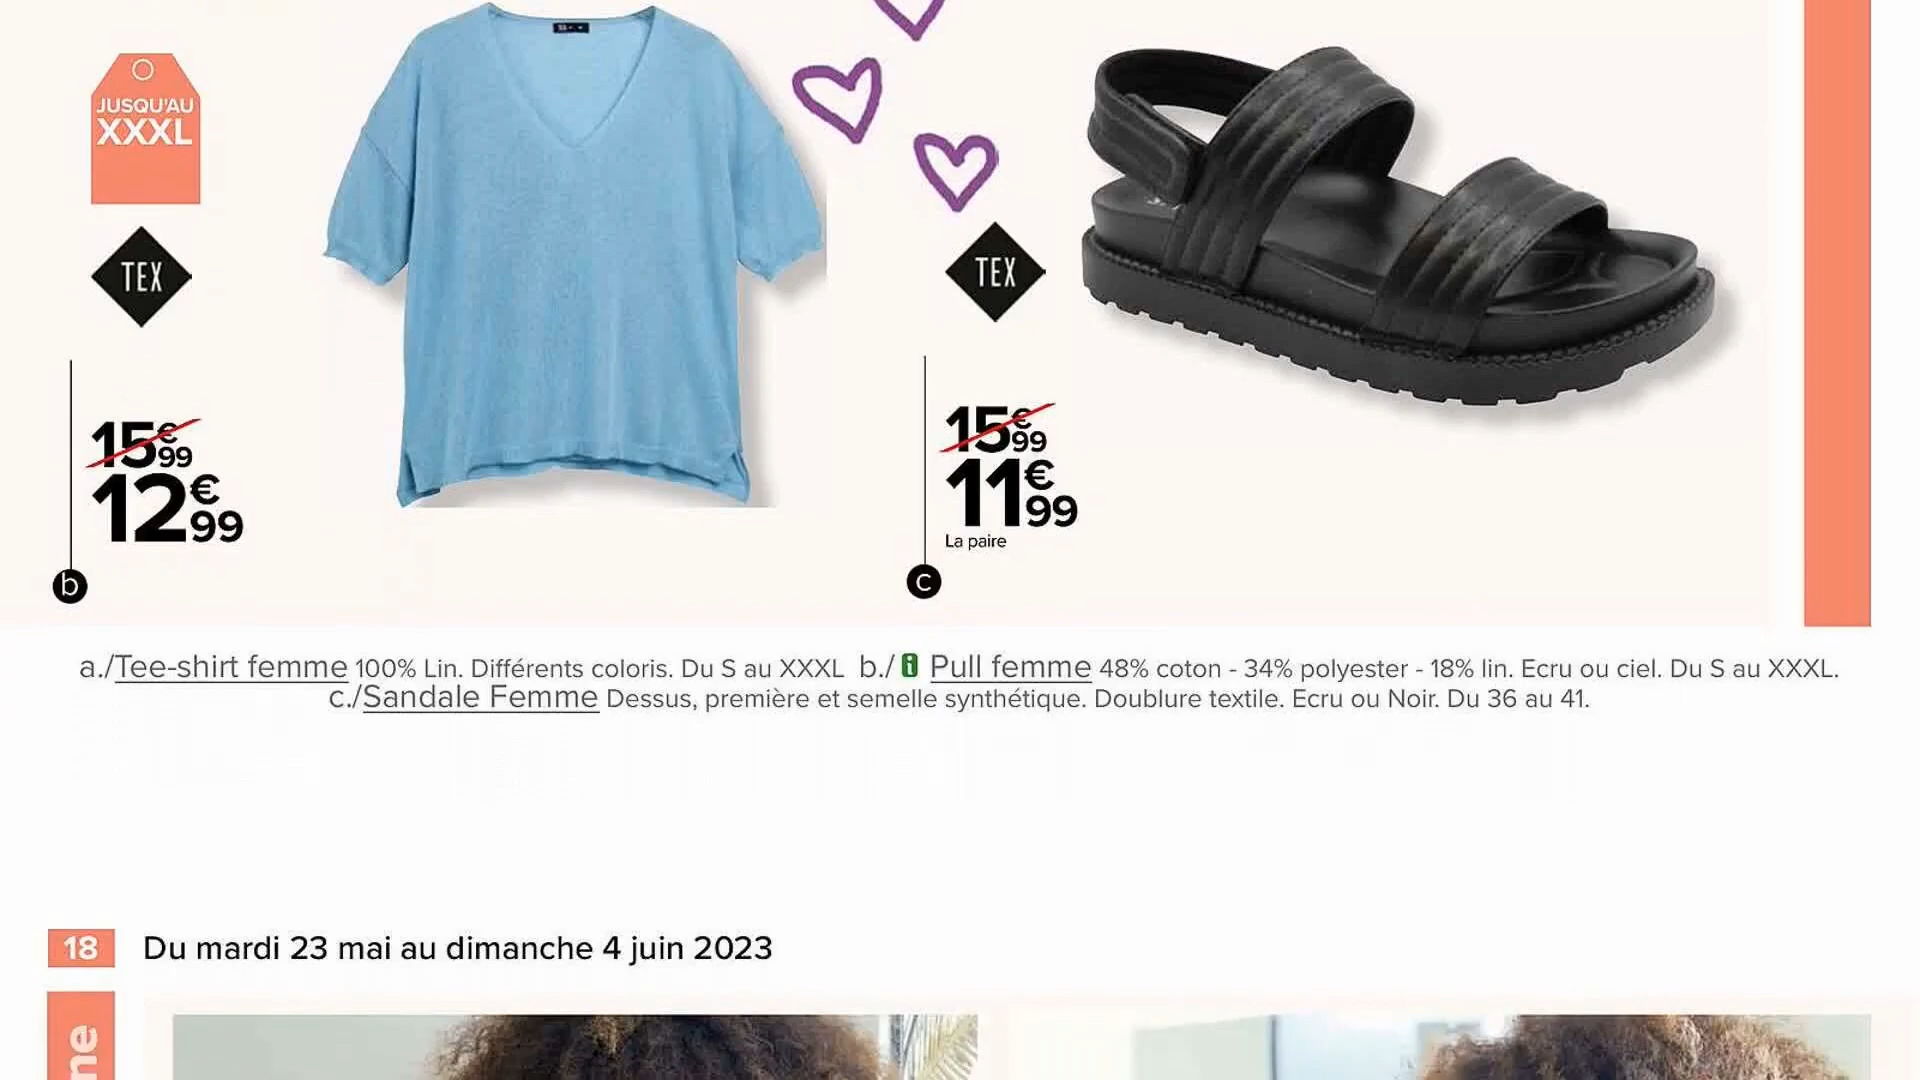 JUSQU'AU
XXXL
TEX
15€99
12€99
b
TEX
15€99
11€99
La paire
c
a./Tee-shirt femme 100% Lin. Différents coloris. Du S au XXXL b./ i Pull femme 48% coton - 34% polyester - 18% lin. Ecru ou ciel. Du S au XXXL.
c./Sandale Femme Dessus, première et semelle synthétique. Doublure textile. Ecru ou Noir. Du 36 au 41.
18 Du mardi 23 mai au dimanche 4 juin 2023
ne